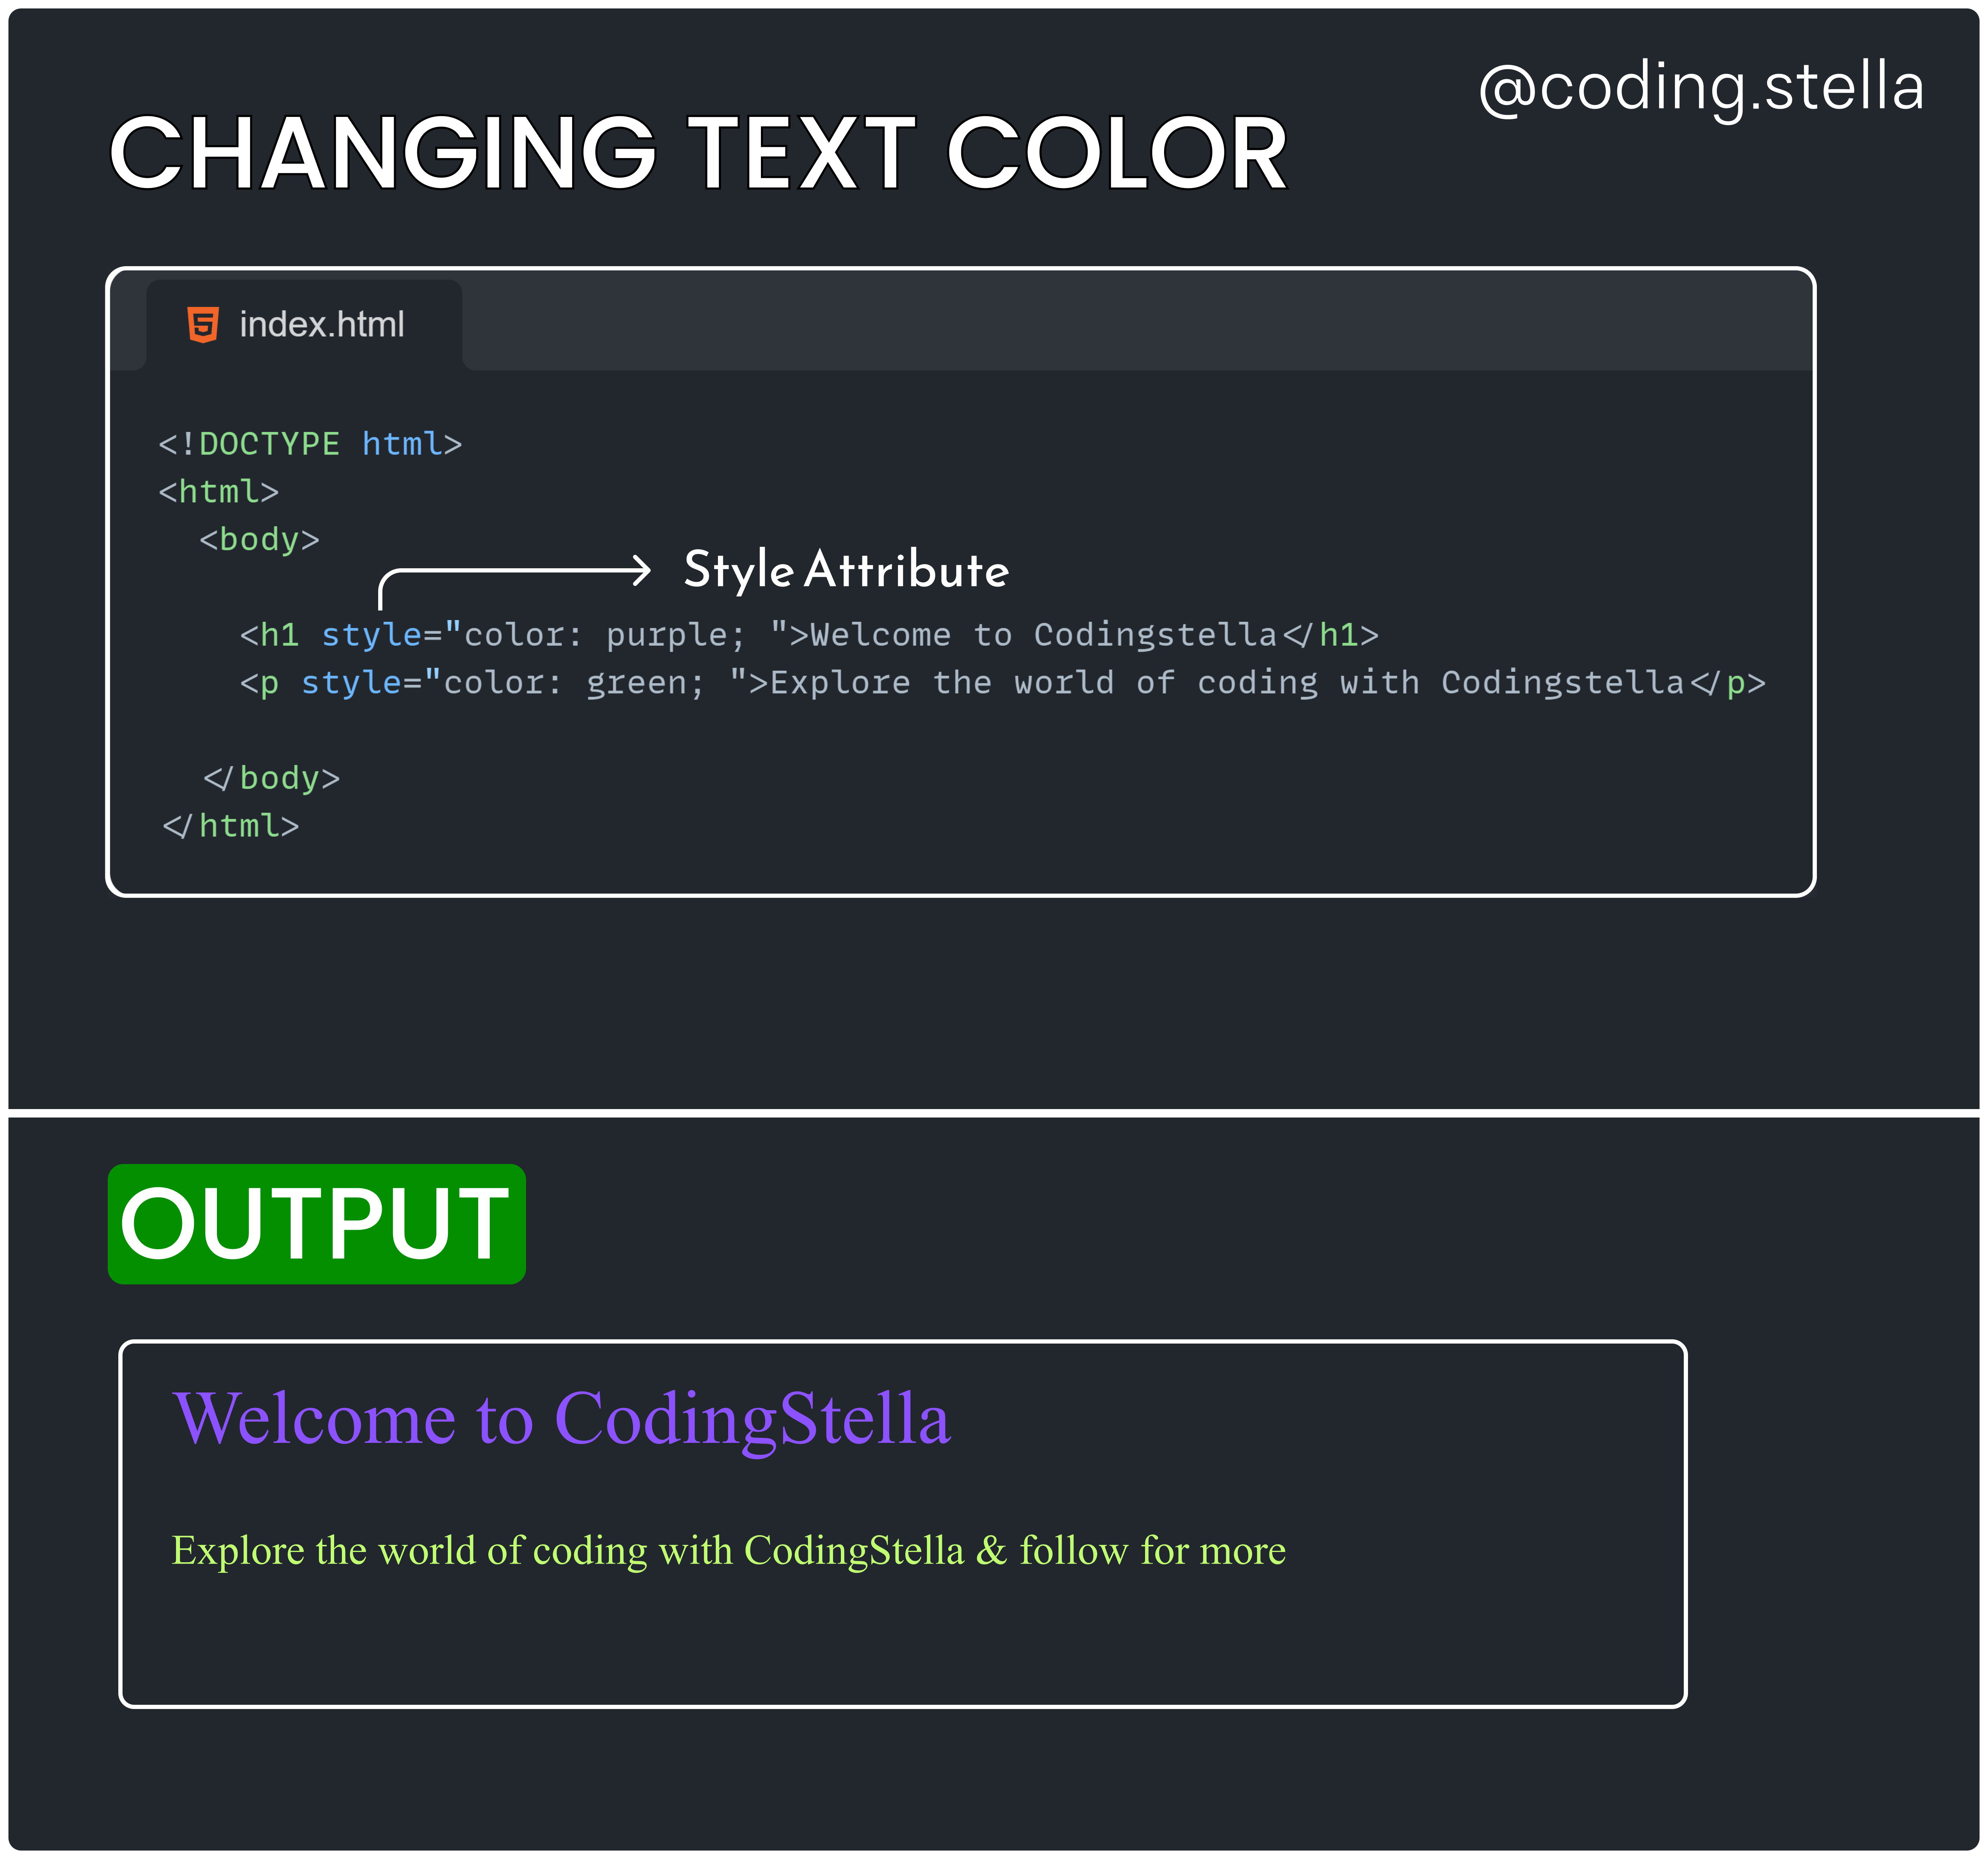 @coding.stella
CHANGING TEXT COLOR
index.html
<!DOCTYPE html>
<html>
<body>
Style Attribute
<h1 style="color: purple; ">Welcome to Codingstella</h1>
<p style="color: green; ">Explore the world of coding with Codingstella</p>
</body>
</html>
OUTPUT
Welcome to CodingStella
Explore the world of coding with CodingStella & follow for more